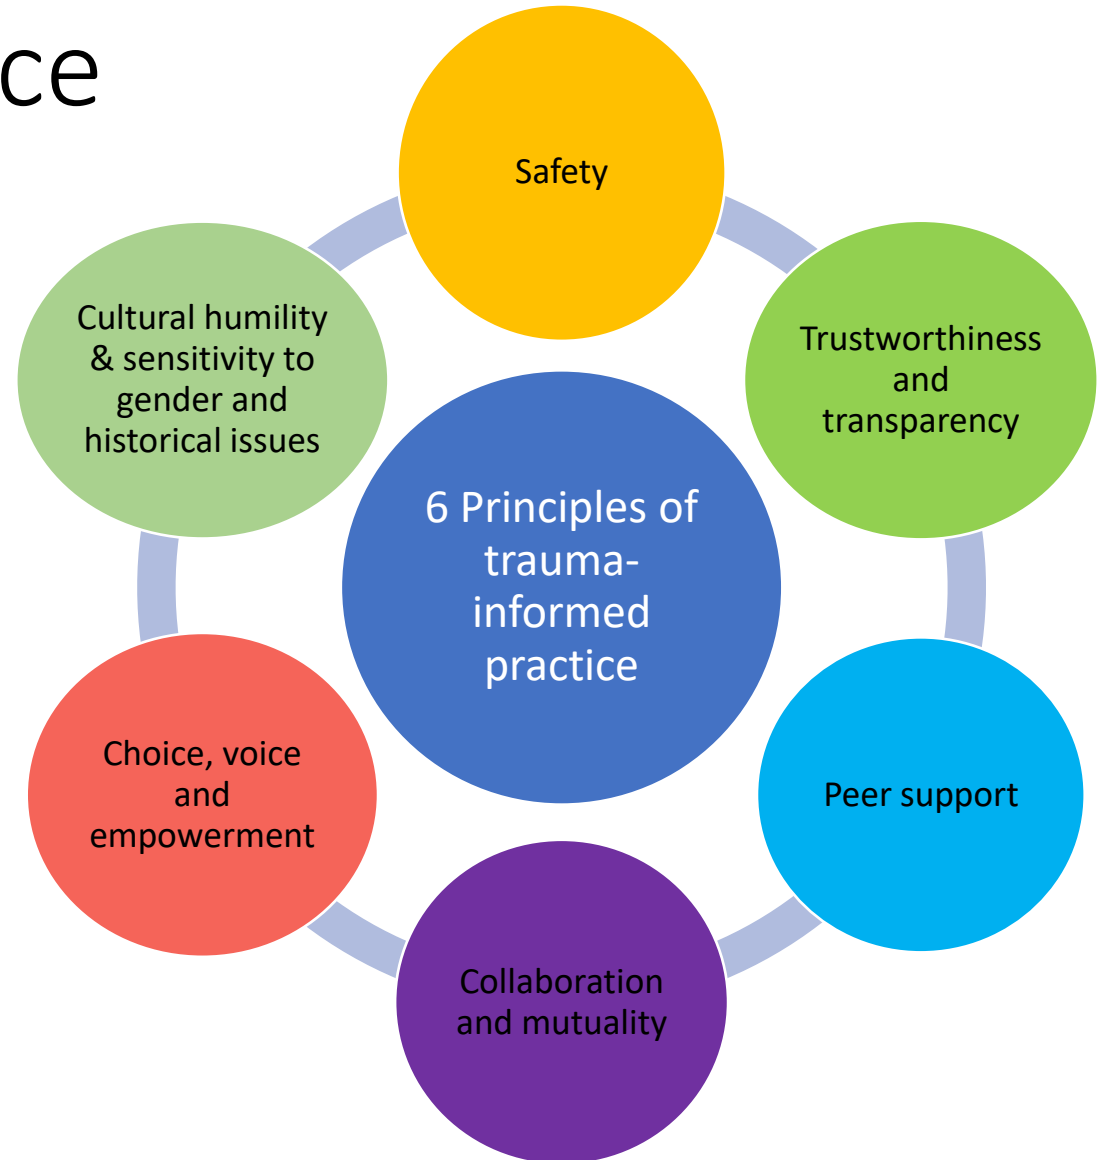 ce
Safety
Trustworthiness
and
transparency
Peer support
Collaboration
and mutuality
Choice, voice
and
empowerment
Cultural humility
& sensitivity to
gender and
historical issues
6 Principles of
trauma-
informed
practice